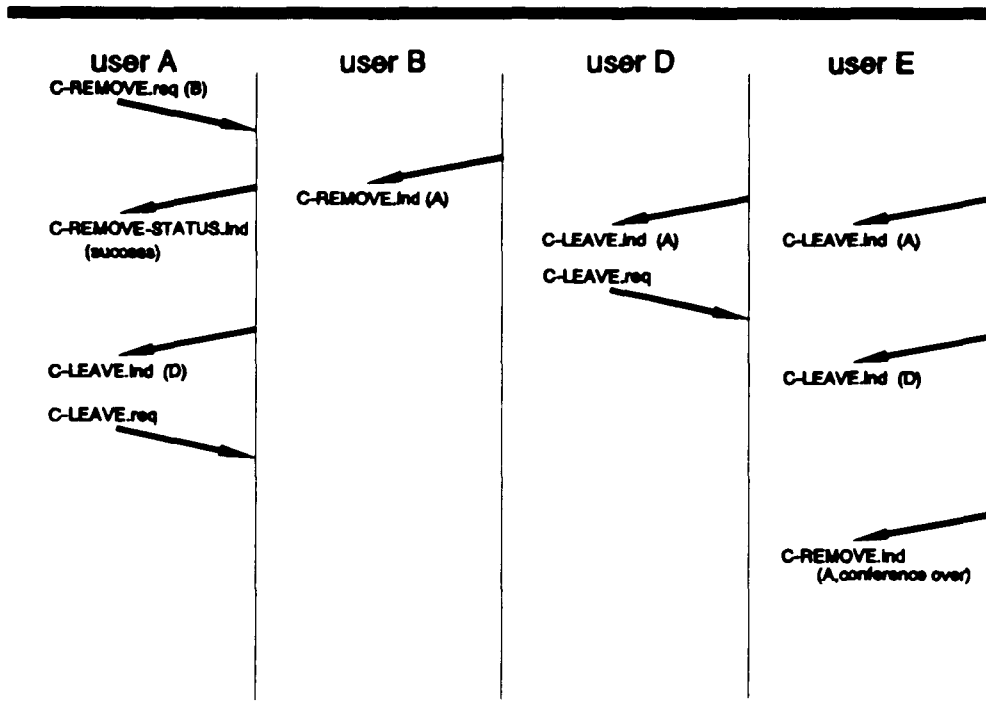 user A
user B
user D
user E
C-REMOVE.req (B)
C-REMOVE.ind (A)
C-REMOVE-STATUS.ind
(success)
C-LEAVE.ind (A)
C-LEAVE.ind (A)
C-LEAVE.req
C-LEAVE.ind (D)
C-LEAVE.ind (D)
C-LEAVE.req
C-REMOVE.ind
(A,conference over)